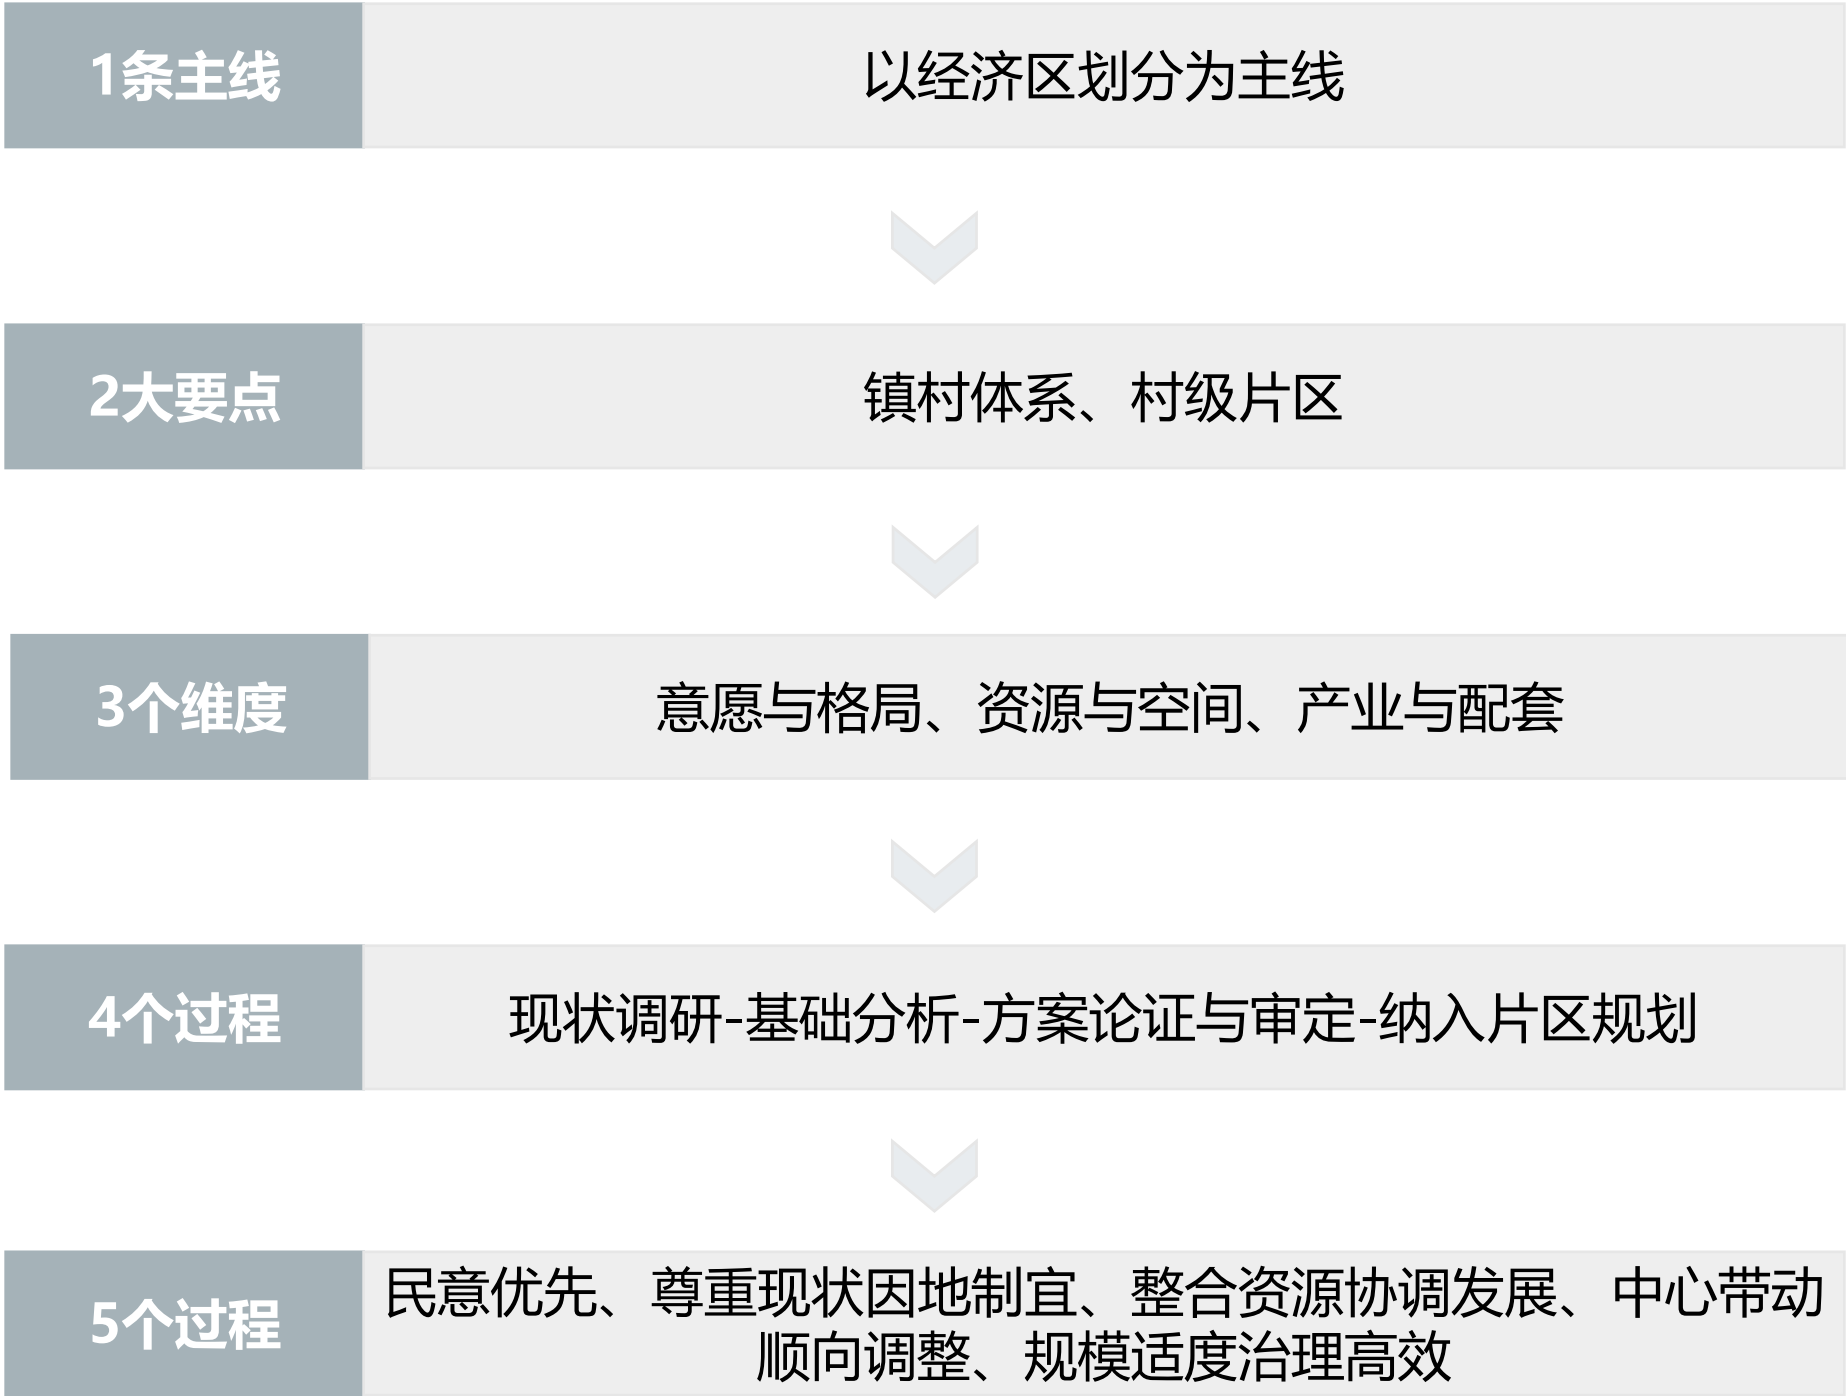 1条主线
以经济区划分为主线
2大要点
镇村体系、村级片区
3个维度
意愿与格局、资源与空间、产业与配套
4个过程
现状调研-基础分析-方案论证与审定-纳入片区规划
5个过程
民意优先、尊重现状因地制宜、整合资源协调发展、中心带动
顺向调整、规模适度治理高效